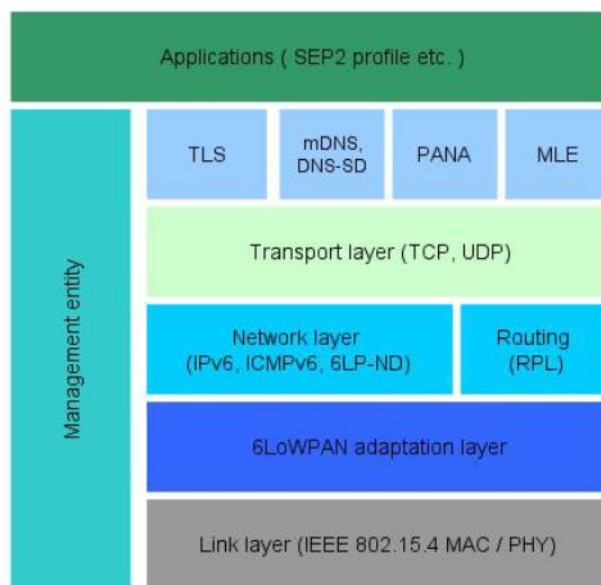 Applications ( SEP2 profile etc. )
TLS
mDNS,
DNS-SD
PANA
MLE
Management entity
Transport layer (TCP, UDP)
Network layer
(IPv6, ICMPv6, 6LP-ND)
Routing
(RPL)
6LoWPAN adaptation layer
Link layer (IEEE 802.15.4 MAC / PHY)